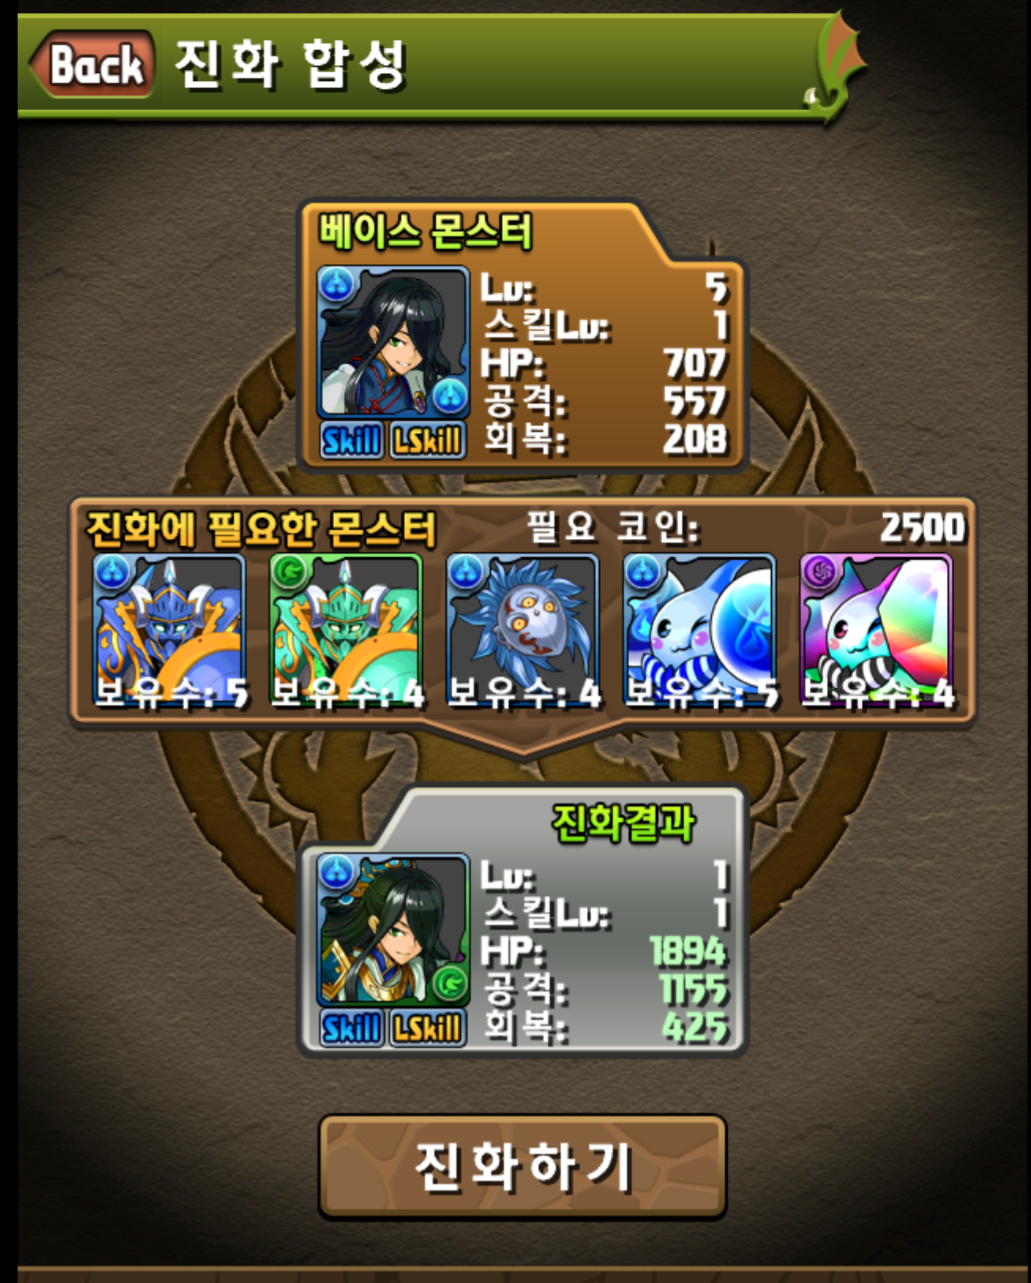 Back 진화 합성
베이스 몬스터
Lv: 5
스킬Lv: 1
HP: 707
공격: 557
회복: 208
Skill LSkill
진화에 필요한 몬스터 필요 코인: 2500
보유수: 5 보유수: 4 보유수: 4 보유수: 5 보유수: 4
진화결과
Lv: 1
스킬Lv: 1
HP: 1894
공격: 1155
회복: 425
Skill LSkill
진화하기